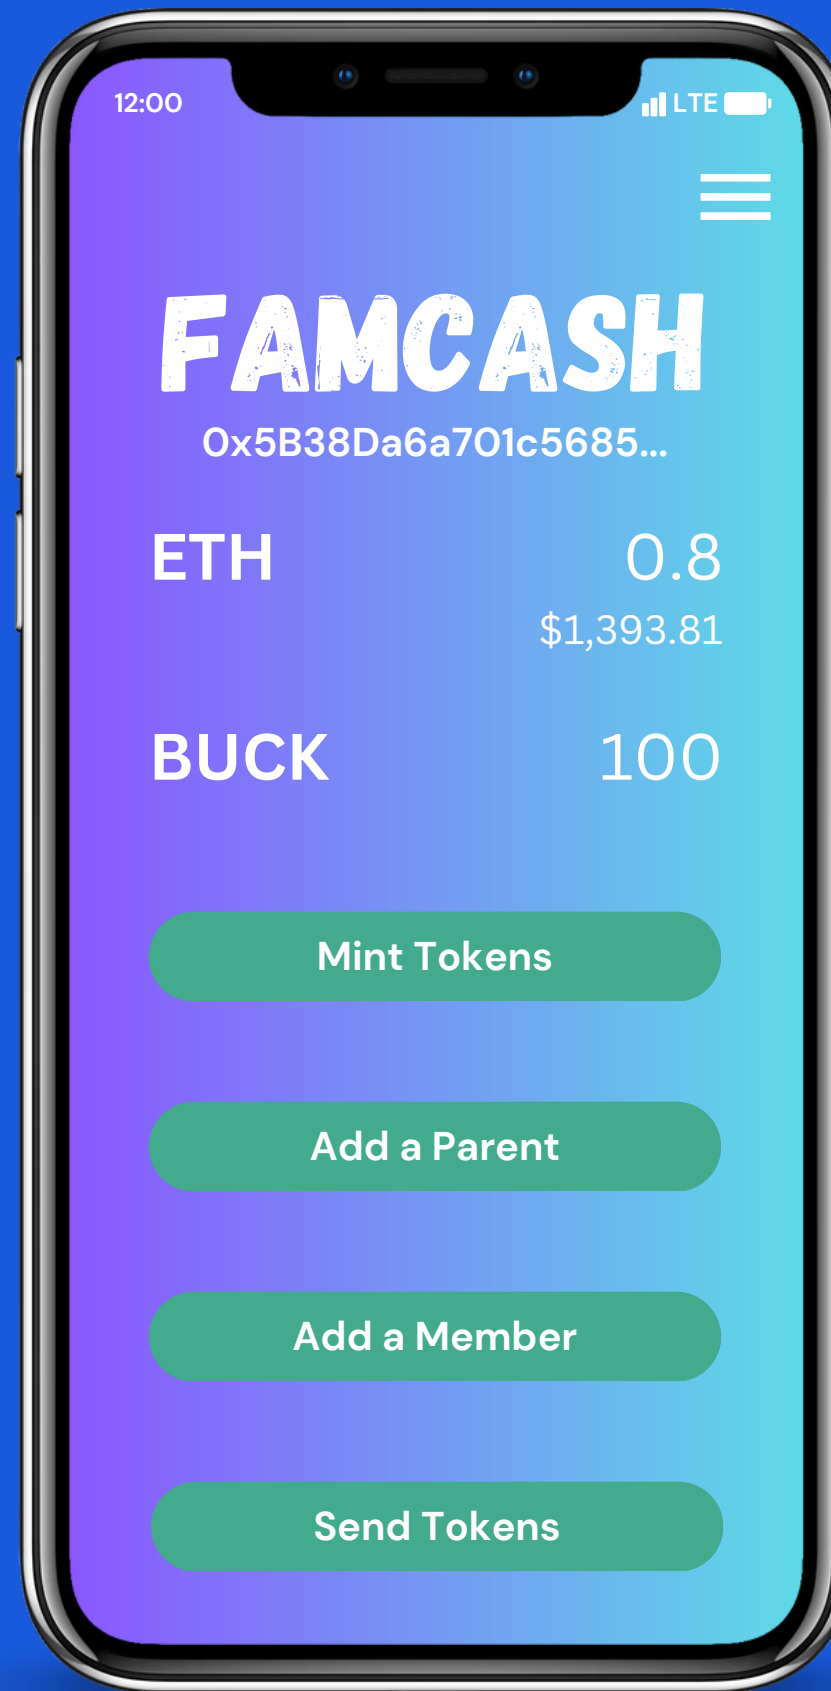 12:00
LTE
FAMCASH
0x5B38Da6a701c5685...
ETH 0.8
$1,393.81
BUCK 100
Mint Tokens
Add a Parent
Add a Member
Send Tokens